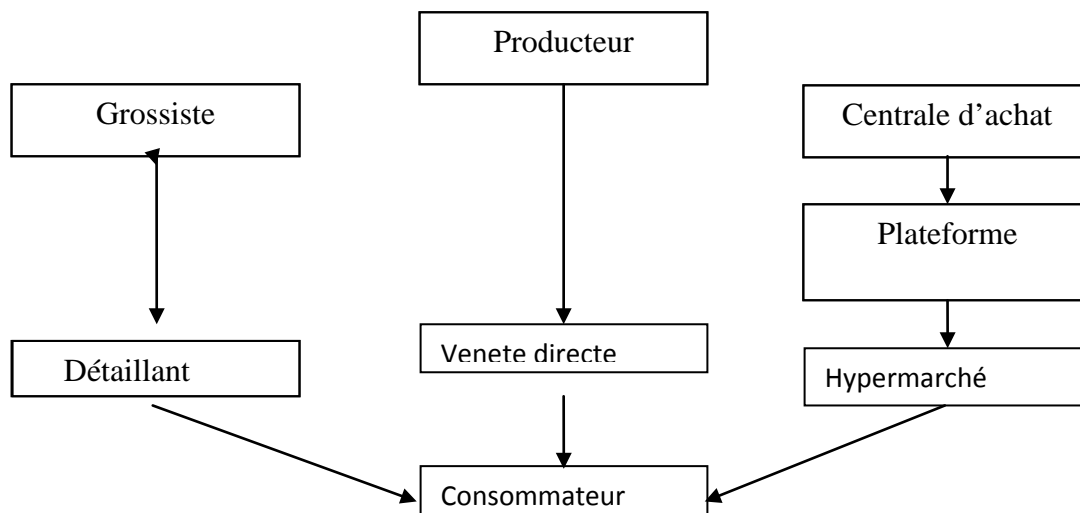 Producteur
Grossiste
Centrale d'achat
Plateforme
Venete directe
Détaillant
Hypermarché
Consommateur